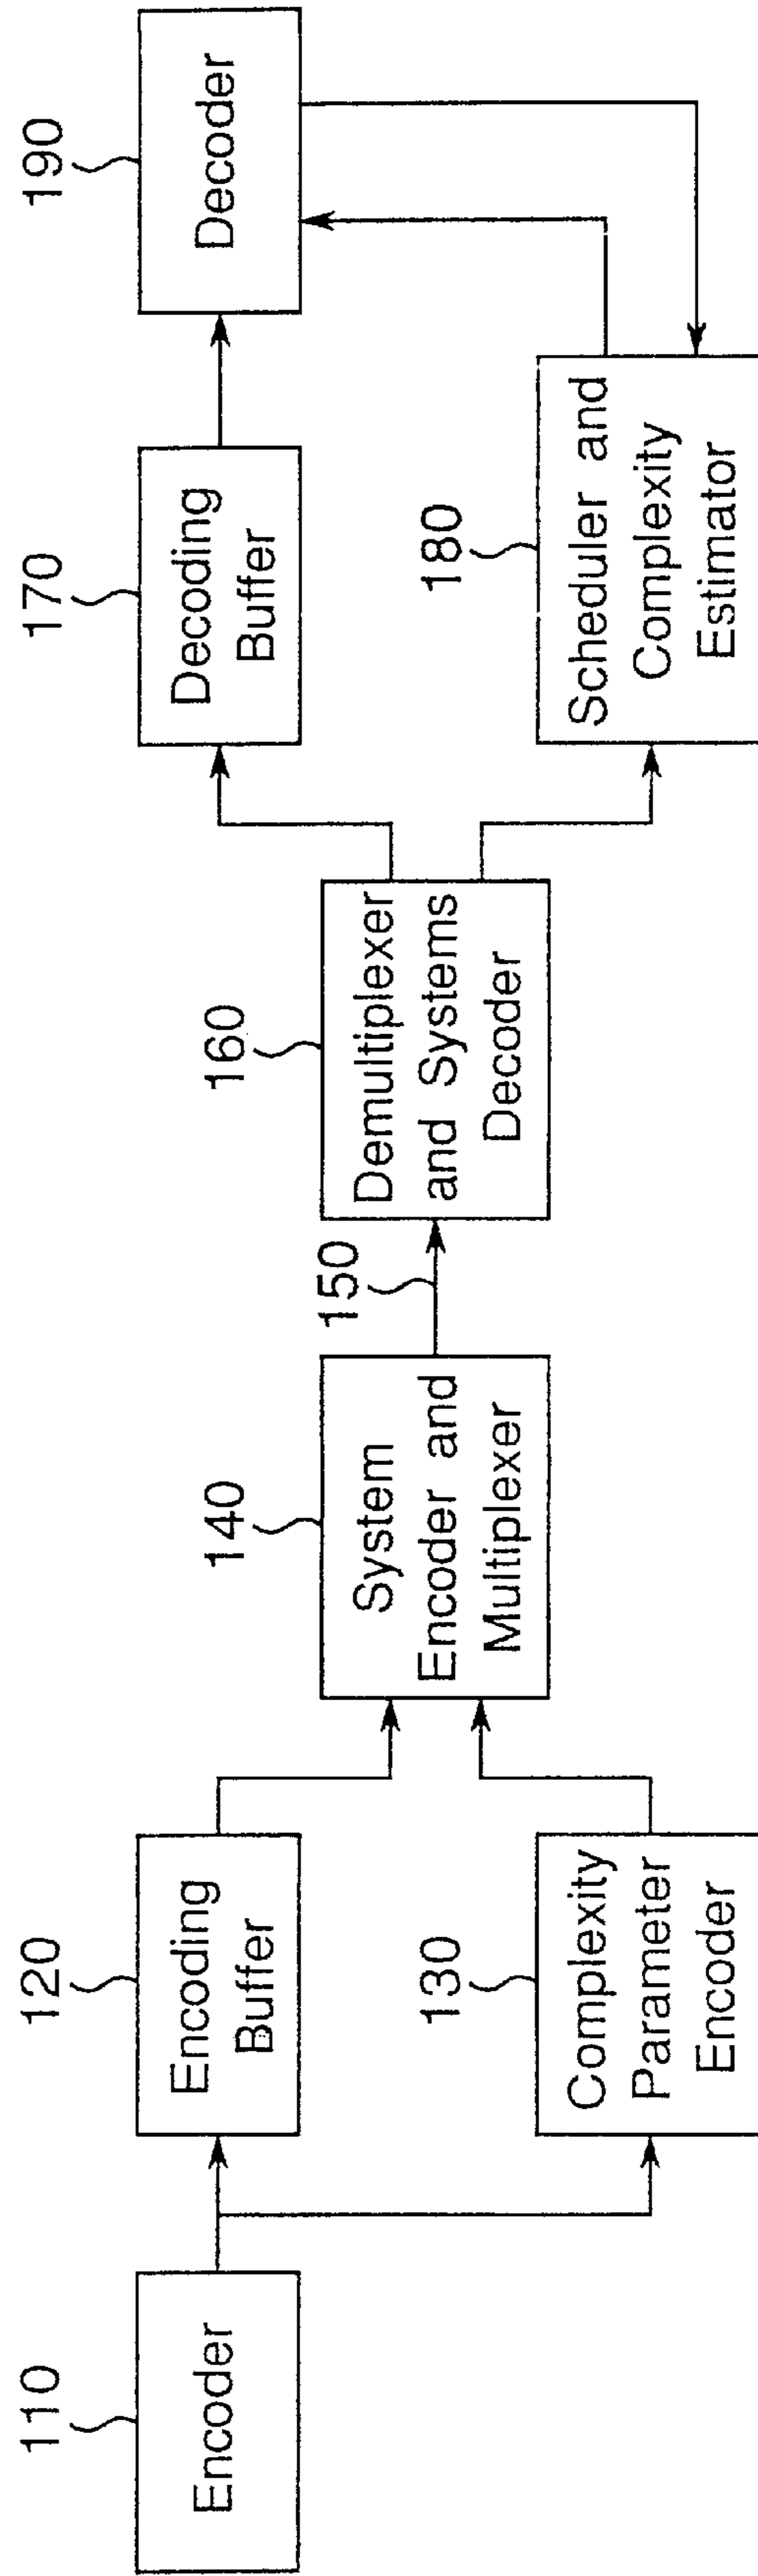 110
Encoder
120
Encoding
Buffer
130
Complexity
Parameter
Encoder
140
System
Encoder and
Multiplexer
150
160
Demultiplexer
and Systems
Decoder
170
Decoding
Buffer
180
Scheduler and
Complexity
Estimator
190
Decoder